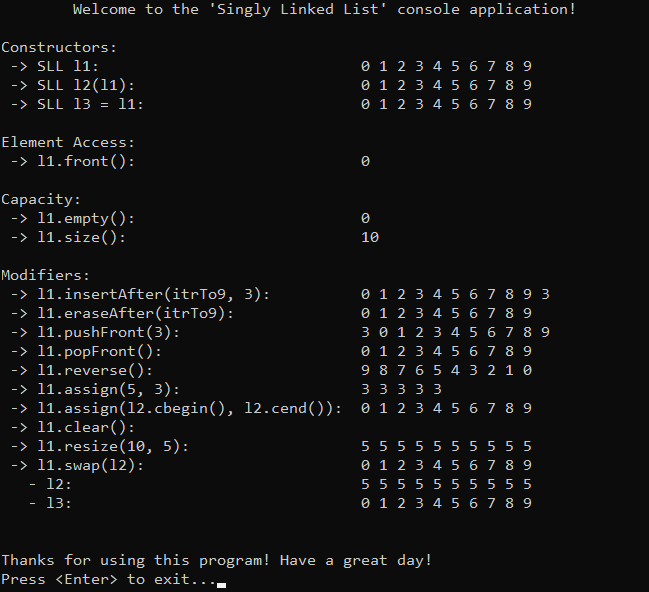 Welcome to the 'Singly Linked List' console application!
Constructors:
-> SLL l1: 0 1 2 3 4 5 6 7 8 9
-> SLL l2(l1): 0 1 2 3 4 5 6 7 8 9
-> SLL l3 = l1: 0 1 2 3 4 5 6 7 8 9
Element Access:
-> l1.front(): 0
Capacity:
-> l1.empty(): 0
-> l1.size(): 10
Modifiers:
-> l1.insertAfter(itrTo9, 3): 0 1 2 3 4 5 6 7 8 9 3
-> l1.eraseAfter(itrTo9): 0 1 2 3 4 5 6 7 8 9
-> l1.pushFront(3): 3 0 1 2 3 4 5 6 7 8 9
-> l1.popFront(): 0 1 2 3 4 5 6 7 8 9
-> l1.reverse(): 9 8 7 6 5 4 3 2 1 0
-> l1.assign(5, 3): 3 3 3 3 3
-> l1.assign(l2.cbegin(), l2.cend()): 0 1 2 3 4 5 6 7 8 9
-> l1.clear():
-> l1.resize(10, 5): 5 5 5 5 5 5 5 5 5 5
-> l1.swap(l2): 0 1 2 3 4 5 6 7 8 9
- l2: 5 5 5 5 5 5 5 5 5 5
- l3: 0 1 2 3 4 5 6 7 8 9
Thanks for using this program! Have a great day!
Press <Enter> to exit...